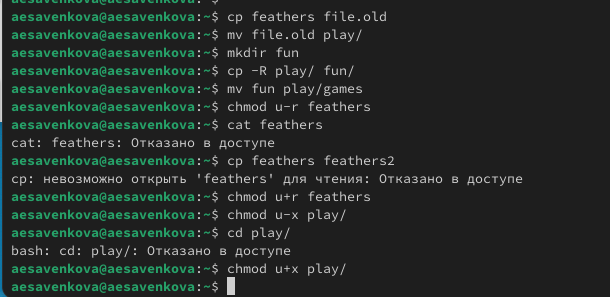 aesavenkova@aesavenkova:~$ cp feathers file.old
aesavenkova@aesavenkova:~$ mv file.old play/
aesavenkova@aesavenkova:~$ mkdir fun
aesavenkova@aesavenkova:~$ cp -R play/ fun/
aesavenkova@aesavenkova:~$ mv fun play/games
aesavenkova@aesavenkova:~$ chmod u-r feathers
aesavenkova@aesavenkova:~$ cat feathers
cat: feathers: Отказано в доступе
aesavenkova@aesavenkova:~$ cp feathers feathers2
cp: невозможно открыть 'feathers' для чтения: Отказано в доступе
aesavenkova@aesavenkova:~$ chmod u+r feathers
aesavenkova@aesavenkova:~$ chmod u-x play/
aesavenkova@aesavenkova:~$ cd play/
bash: cd: play/: Отказано в доступе
aesavenkova@aesavenkova:~$ chmod u+x play/
aesavenkova@aesavenkova:~$